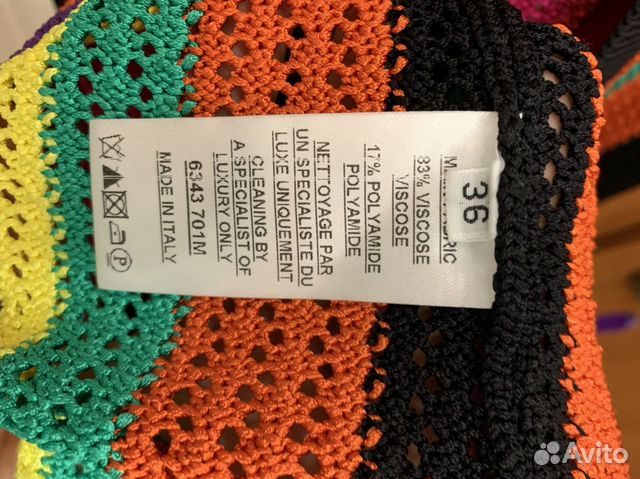 36
83% VISCOSE
VISCOSE
17% POLYAMIDE
POLYAMIDE
NETTOYAGE PAR
UN SPECIALISTE DU
LUXE UNIQUEMENT
CLEANING BY
A SPECIALIST OF
LUXURY ONLY
6343 701M
MADE IN ITALY
P
Avito